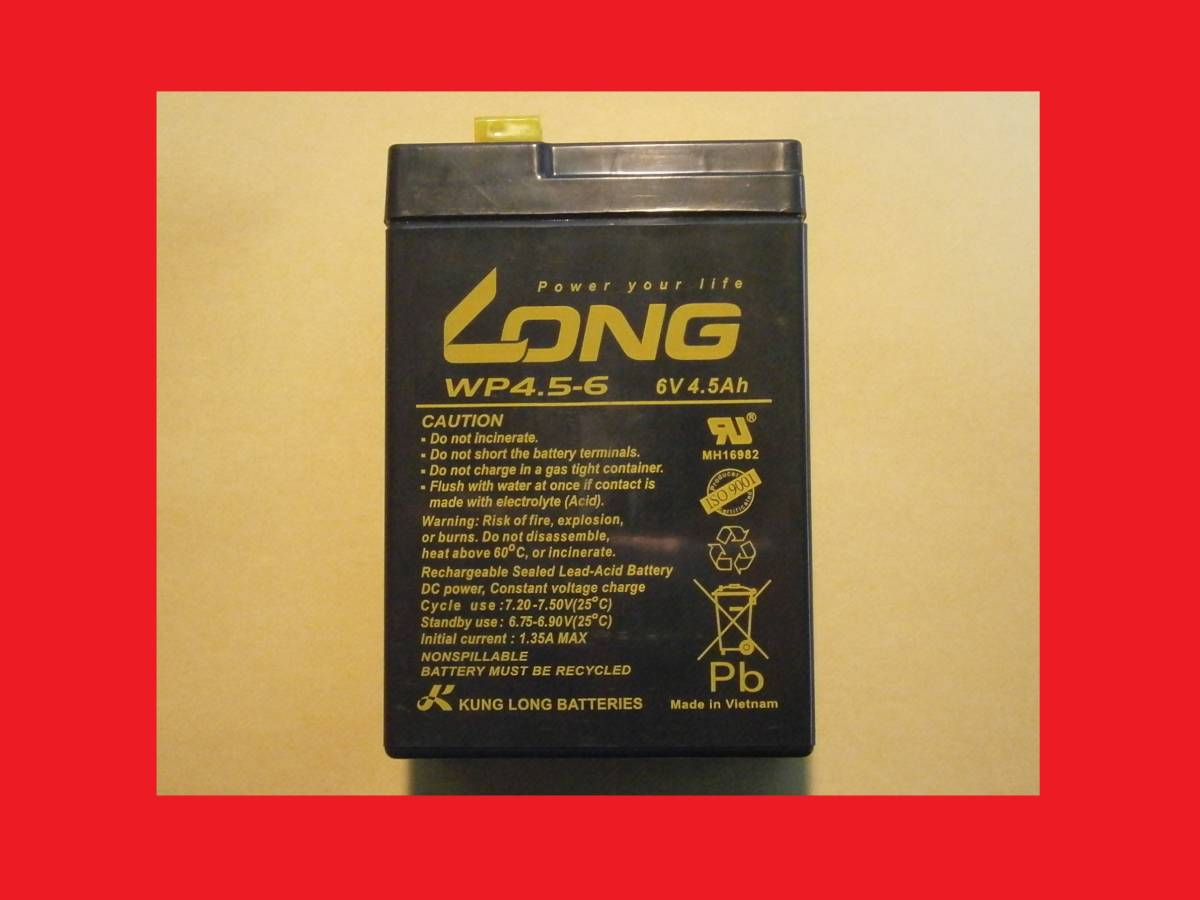 Power your life
LONG
WP4.5-6 6V 4.5Ah
CAUTION
▪ Do not incinerate.
▪ Do not short the battery terminals.
▪ Do not charge in a gas tight container.
▪ Flush with water at once if contact is
made with electrolyte (Acid).
Warning: Risk of fire, explosion,
or burns. Do not disassemble,
heat above 60°C, or incinerate.
Rechargeable Sealed Lead-Acid Battery
DC power, Constant voltage charge
Cycle use :7.20-7.50V(25°C)
Standby use : 6.75-6.90V(25°C)
Initial current : 1.35A MAX
NONSPILLABLE
BATTERY MUST BE RECYCLED
KUNG LONG BATTERIES
RU®
MH16982
Producer
ISO 9001
Certificated
Pb
Made in Vietnam